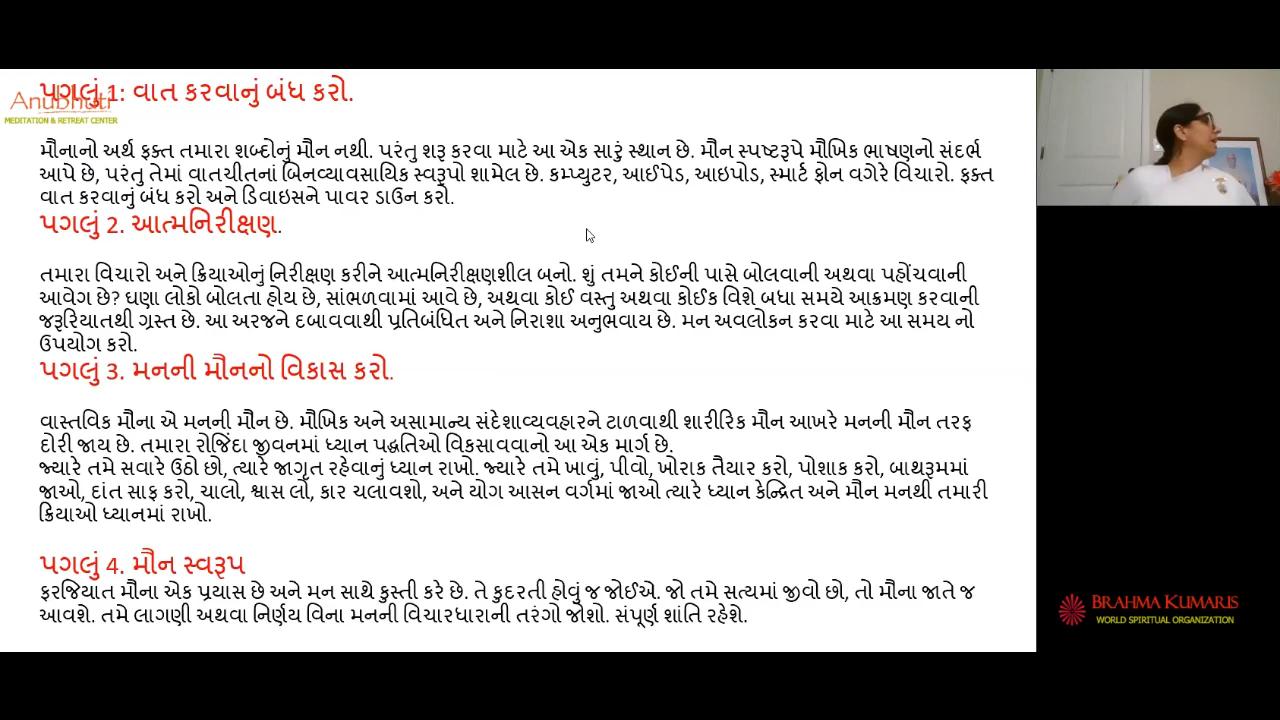 પગલું 1: વાત કરવાનું બંધ કરો.
Anubhuti
MEDITATION & RETREAT CENTER
મૌનાનો અર્થ ફક્ત તમારા શબ્દોનું મૌન નથી. પરંતુ શરૂ કરવા માટે આ એક સારું સ્થાન છે. મૌન સ્પષ્ટરૂપે મૌખિક ભાષણનો સંદર્ભ
આપે છે, પરંતુ તેમાં વાતચીતનાં બિનવ્યાવસાયિક સ્વરૂપો શામેલ છે. કમ્પ્યુટર, આઈપેડ, આઇપોડ, સ્માર્ટ ફોન વગેરે વિચારો. ફક્ત
વાત કરવાનું બંધ કરો અને ડિવાઇસને પાવર ડાઉન કરો.
પગલું 2. આત્મનિરીક્ષણ.
તમારા વિચારો અને ક્રિયાઓનું નિરીક્ષણ કરીને આત્મનિરીક્ષણશીલ બનો. શું તમને કોઈની પાસે બોલવાની અથવા પહોંચવાની
આવેગ છે? ઘણા લોકો બોલતા હોય છે, સાંભળવામાં આવે છે, અથવા કોઈ વસ્તુ અથવા કોઈક વિશે બધા સમયે આક્રમણ કરવાની
જરૂરિયાતથી ગ્રસ્ત છે. આ અરજને દબાવવાથી પ્રતિબંધિત અને નિરાશા અનુભવાય છે. મન અવલોકન કરવા માટે આ સમય નો
ઉપયોગ કરો.
પગલું 3. મનની મૌનનો વિકાસ કરો.
વાસ્તવિક મૌના એ મનની મૌન છે. મૌખિક અને અસામાન્ય સંદેશાવ્યવહારને ટાળવાથી શારીરિક મૌન આખરે મનની મૌન તરફ
દોરી જાય છે. તમારા રોજિંદા જીવનમાં ધ્યાન પદ્ધતિઓ વિકસાવવાનો આ એક માર્ગ છે.
જ્યારે તમે સવારે ઉઠો છો, ત્યારે જાગૃત રહેવાનું ધ્યાન રાખો. જ્યારે તમે ખાવું, પીવો, ખોરાક તૈયાર કરો, પોશાક કરો, બાથરૂમમાં
જાઓ, દાંત સાફ કરો, ચાલો, શ્વાસ લો, કાર ચલાવશો, અને યોગ આસન વર્ગમાં જાઓ ત્યારે ધ્યાન કેન્દ્રિત અને મૌન મનથી તમારી
ક્રિયાઓ ધ્યાનમાં રાખો.
પગલું 4. મૌન સ્વરૂપ
ફરજિયાત મૌના એક પ્રયાસ છે અને મન સાથે કુસ્તી કરે છે. તે કુદરતી હોવું જ જોઈએ. જો તમે સત્યમાં જીવો છો, તો મૌના જાતે જ
આવશે. તમે લાગણી અથવા નિર્ણય વિના મનની વિચારધારાની તરંગો જોશો. સંપૂર્ણ શાંતિ રહેશે.
BRAHMA KUMARIS
WORLD SPIRITUAL ORGANIZATION